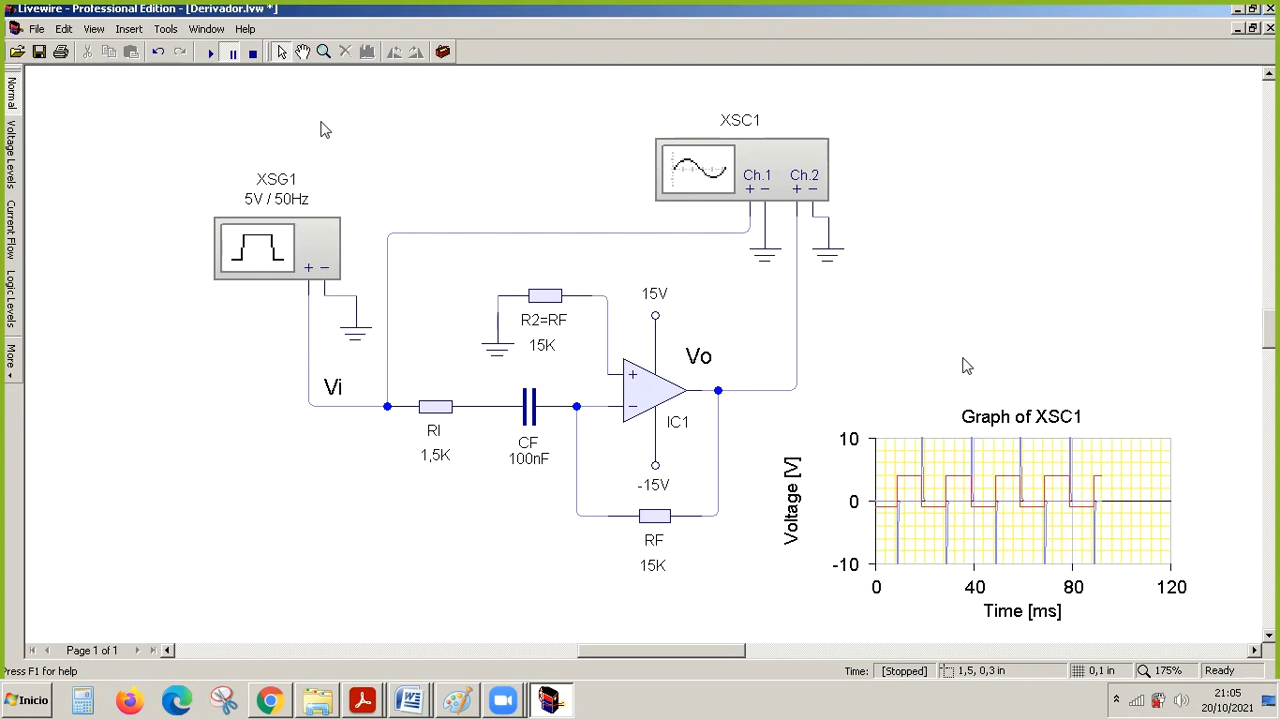 Livewire - Professional Edition - [Derivador.lvw *]
File Edit View Insert Tools Window Help
Normal
Voltage Levels
Current Flow
Logic Levels
More
XSC1
Ch.1 Ch.2
+ − + −
XSG1
5V / 50Hz
+ −
15V
R2=RF
15K
Vo
+
−
Vi
IC1
RI
1,5K
CF
100nF
-15V
RF
15K
Graph of XSC1
Voltage [V]
10
0
-10
0 40 80 120
Time [ms]
Page 1 of 1
Press F1 for help
Time: [Stopped] 1,5, 0,3 in 0,1 in 175% Ready
Inicio
21:05
20/10/2021